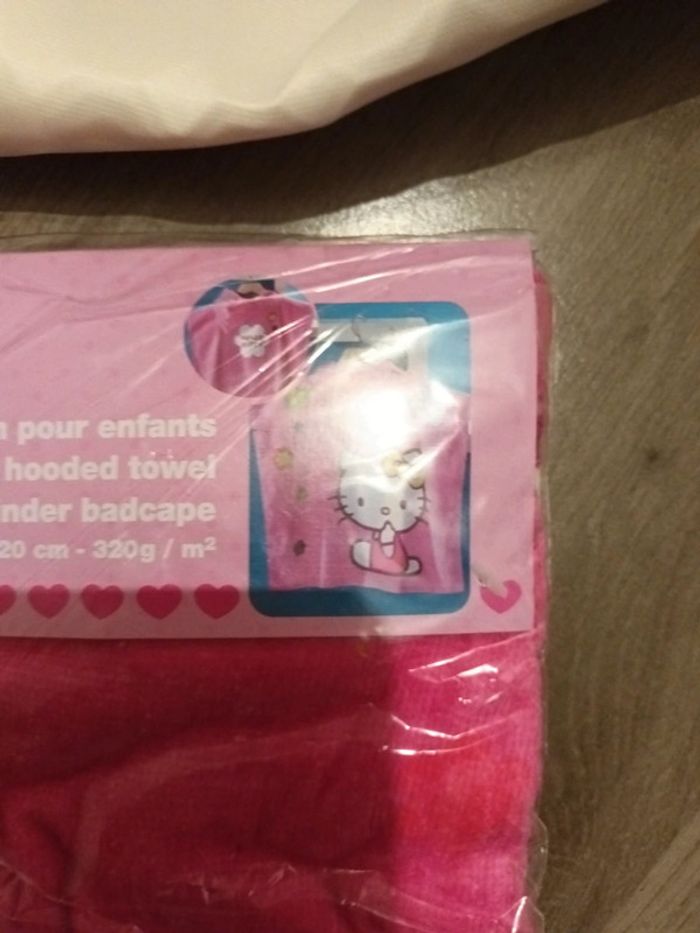 pour enfants
hooded towel
nder badcape
20 cm - 320g / m²